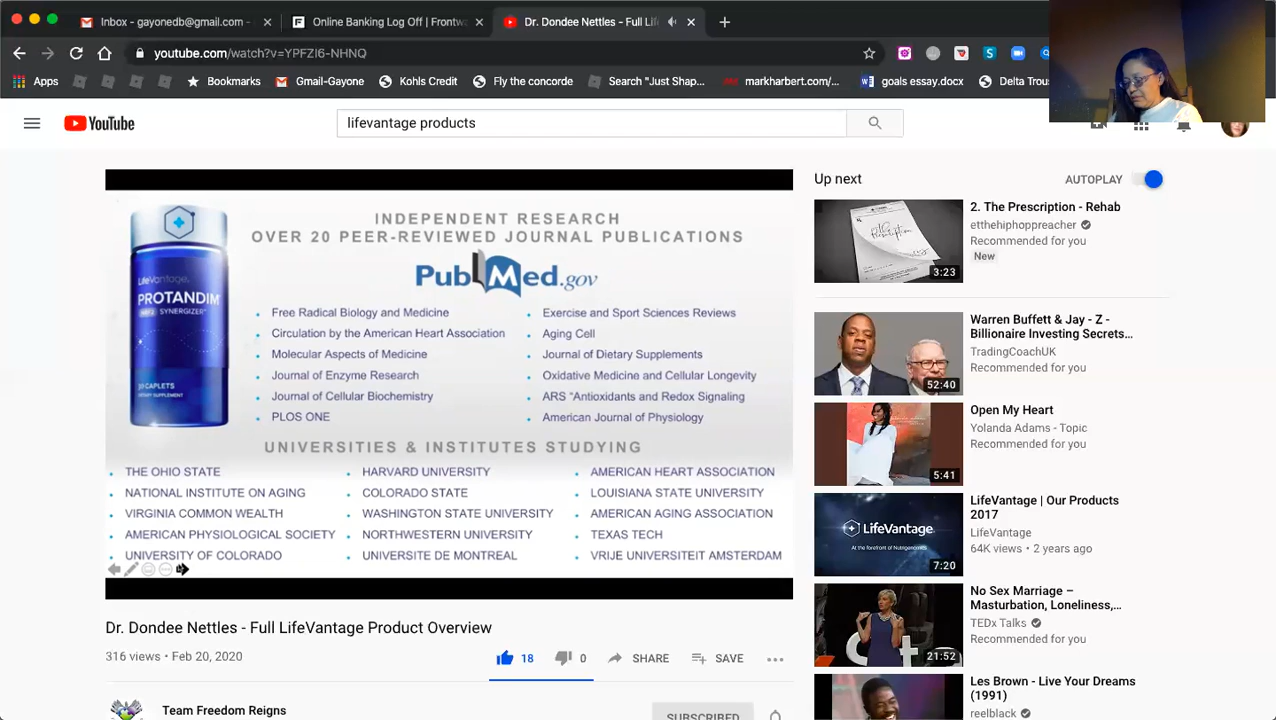 Inbox - gayonedb@gmail.com -
Online Banking Log Off | Frontw
Dr. Dondee Nettles - Full Lif
youtube.com/watch?v=YPFZI6-NHNQ
Apps
Bookmarks
Gmail-Gayone
Kohls Credit
Fly the concorde
Search "Just Shap...
markharbert.com/...
goals essay.docx
Delta Trous
YouTube
lifevantage products
INDEPENDENT RESEARCH
OVER 20 PEER-REVIEWED JOURNAL PUBLICATIONS
PubMed.gov
LifeVantage
PROTANDIM
NRF2 SYNERGIZER
30 CAPLETS
DIETARY SUPPLEMENT
Free Radical Biology and Medicine
Circulation by the American Heart Association
Molecular Aspects of Medicine
Journal of Enzyme Research
Journal of Cellular Biochemistry
PLOS ONE
Exercise and Sport Sciences Reviews
Aging Cell
Journal of Dietary Supplements
Oxidative Medicine and Cellular Longevity
ARS "Antioxidants and Redox Signaling
American Journal of Physiology
UNIVERSITIES & INSTITUTES STUDYING
THE OHIO STATE
NATIONAL INSTITUTE ON AGING
VIRGINIA COMMON WEALTH
AMERICAN PHYSIOLOGICAL SOCIETY
UNIVERSITY OF COLORADO
HARVARD UNIVERSITY
COLORADO STATE
WASHINGTON STATE UNIVERSITY
NORTHWESTERN UNIVERSITY
UNIVERSITE DE MONTREAL
AMERICAN HEART ASSOCIATION
LOUISIANA STATE UNIVERSITY
AMERICAN AGING ASSOCIATION
TEXAS TECH
VRIJE UNIVERSITEIT AMSTERDAM
Dr. Dondee Nettles - Full LifeVantage Product Overview
316 views • Feb 20, 2020
18
0
SHARE
SAVE
Team Freedom Reigns
SUBSCRIBED
Up next
AUTOPLAY
3:23
2. The Prescription - Rehab
etthehiphoppreacher
Recommended for you
New
52:40
Warren Buffett & Jay - Z -
Billionaire Investing Secrets...
TradingCoachUK
Recommended for you
5:41
Open My Heart
Yolanda Adams - Topic
Recommended for you
LifeVantage
At the forefront of Nutrigenomics
7:20
LifeVantage | Our Products
2017
LifeVantage
64K views • 2 years ago
21:52
No Sex Marriage –
Masturbation, Loneliness,...
TEDx Talks
Recommended for you
Les Brown - Live Your Dreams
(1991)
reelblack